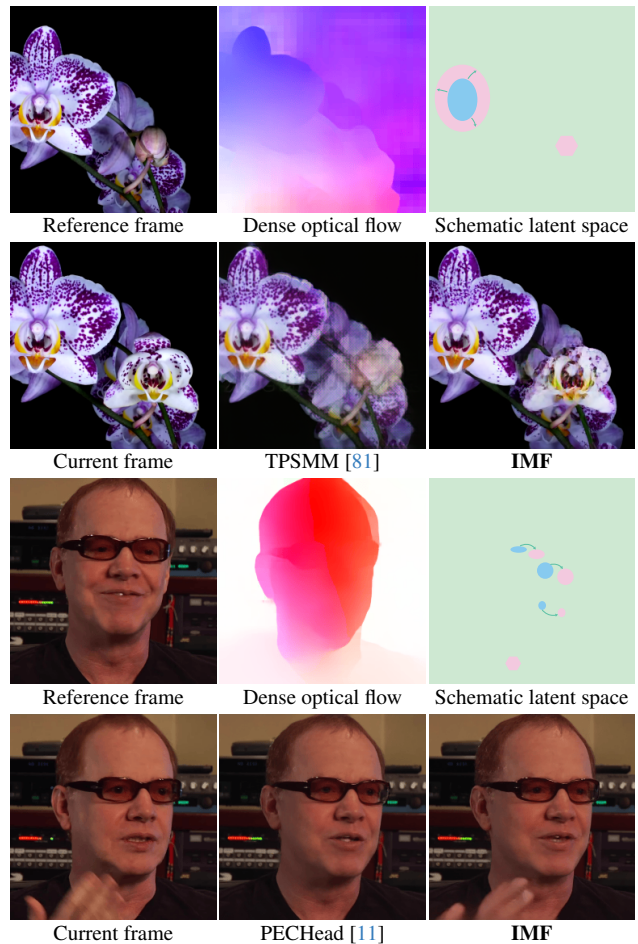 Reference frame Dense optical flow Schematic latent space
Current frame TPSMM [81] IMF
Reference frame Dense optical flow Schematic latent space
Current frame PECHead [11] IMF